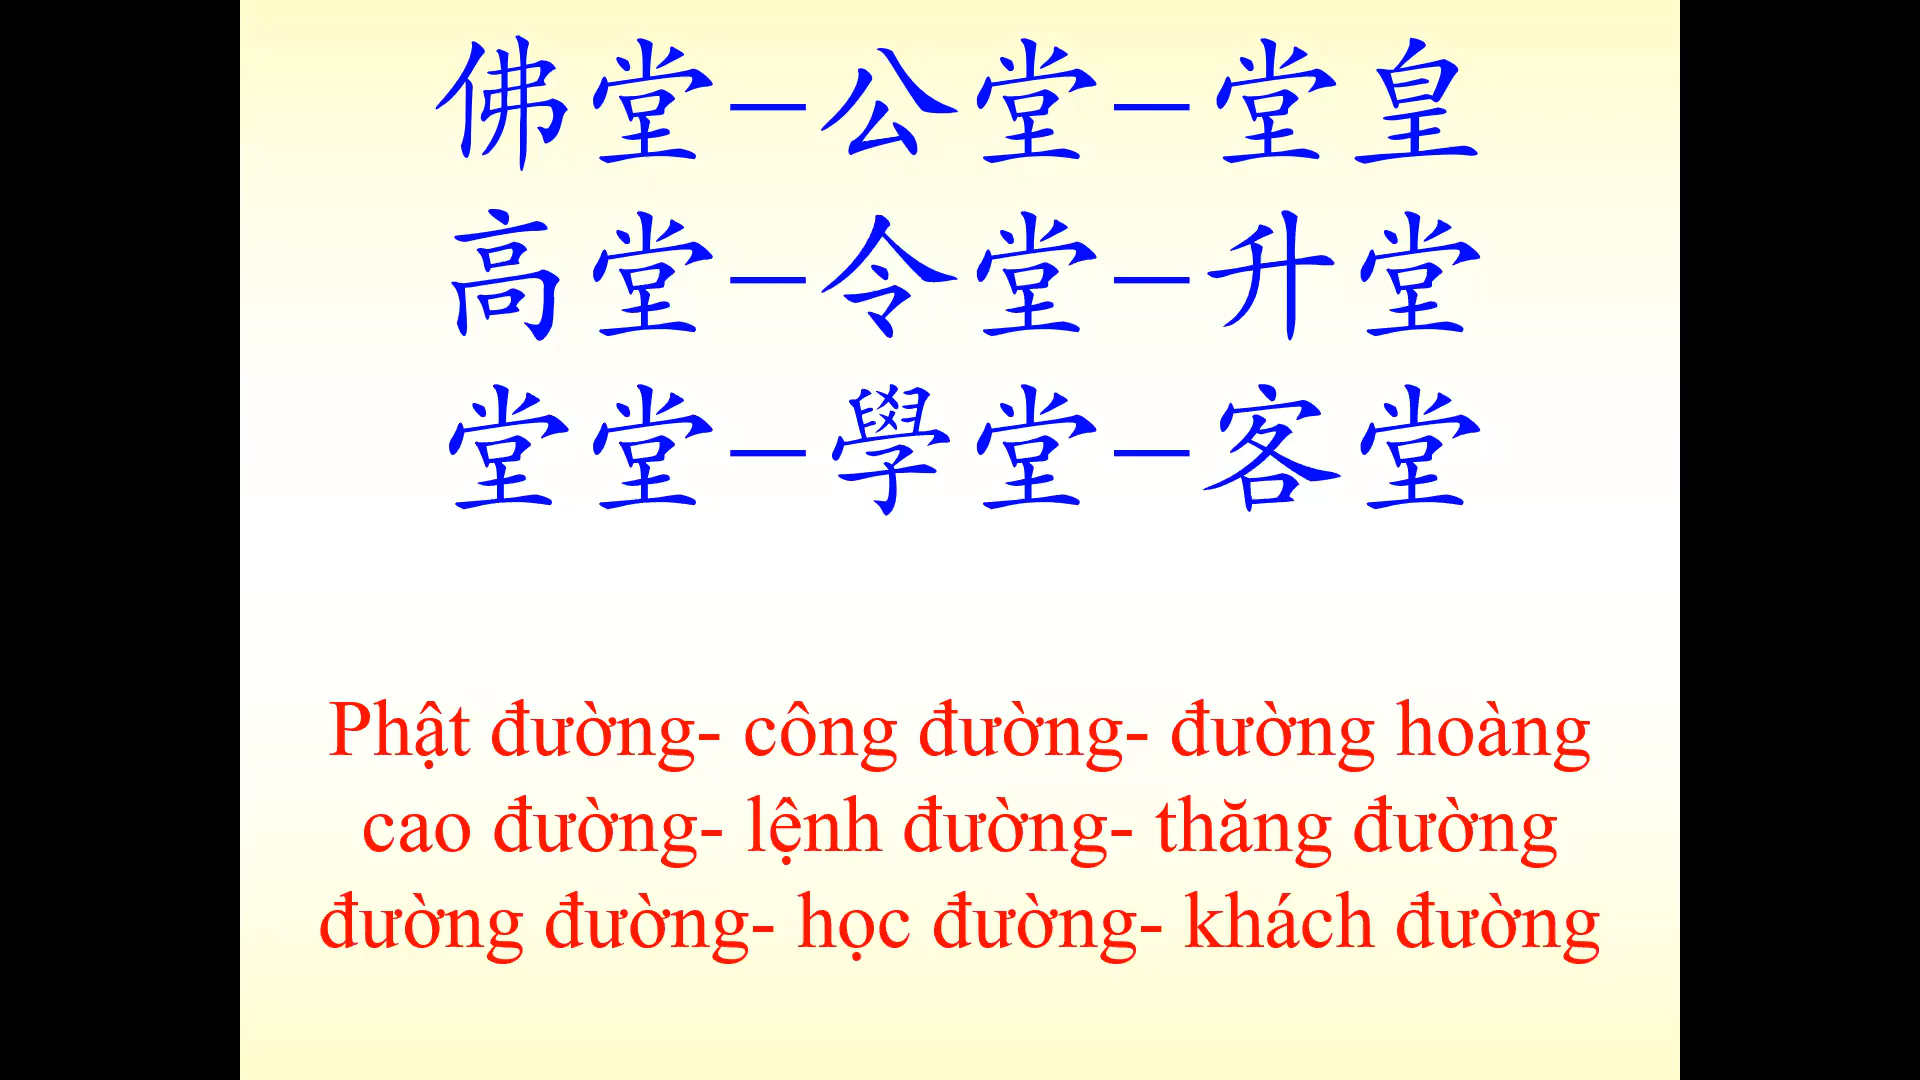 佛堂–公堂–堂皇
高堂–令堂–升堂
堂堂–學堂–客堂
Phật đường- công đường- đường hoàng
cao đường- lệnh đường- thăng đường
đường đường- học đường- khách đường